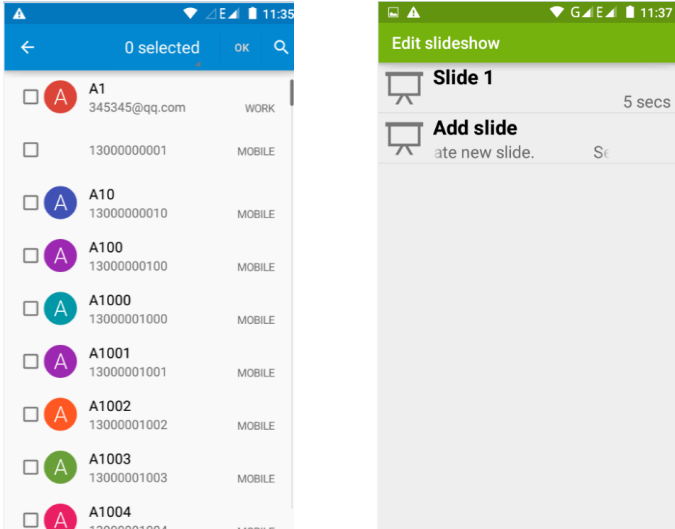 E 11:35
0 selected OK
A A1
345345@qq.com WORK
13000000001 MOBILE
A A10
13000000010 MOBILE
A A100
13000000100 MOBILE
A A1000
13000001000 MOBILE
A A1001
13000001001 MOBILE
A A1002
13000001002 MOBILE
A A1003
13000001003 MOBILE
A A1004
G E 11:37
Edit slideshow
Slide 1
5 secs
Add slide
ate new slide.